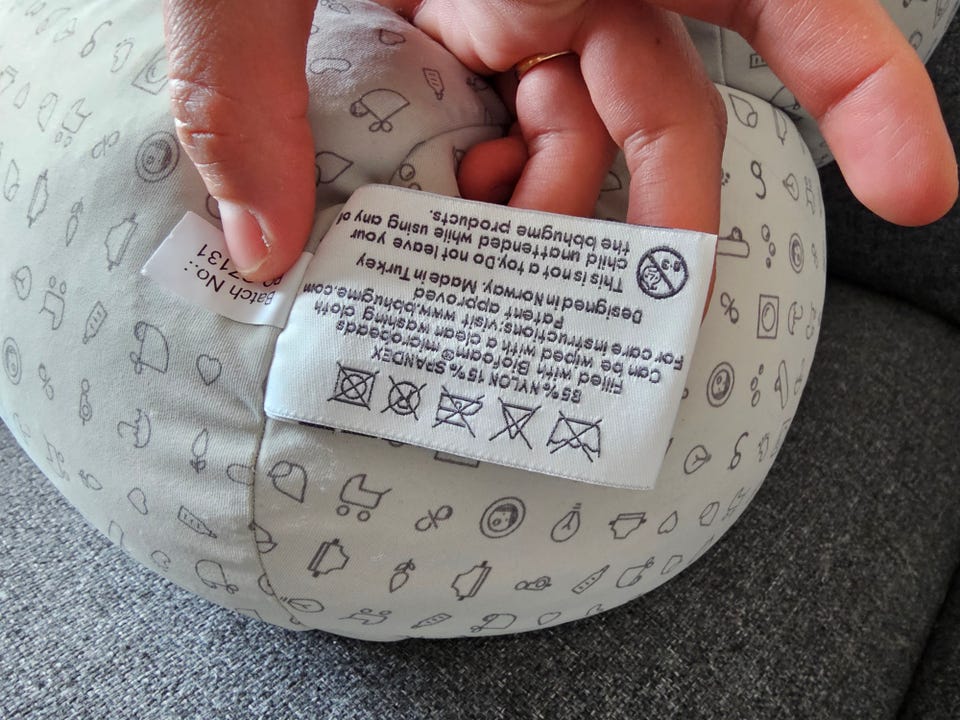 85% NYLON 15% SPANDEX
Filled with Biofoam® microbeads
Can be wiped with a clean washing cloth
For care instructions: visit www.bbhugme.com
Patent approved
Designed in Norway. Made in Turkey
This is not a toy. Do not leave your
child unattended while using any of
the bbhugme products.
Batch No.:
7131